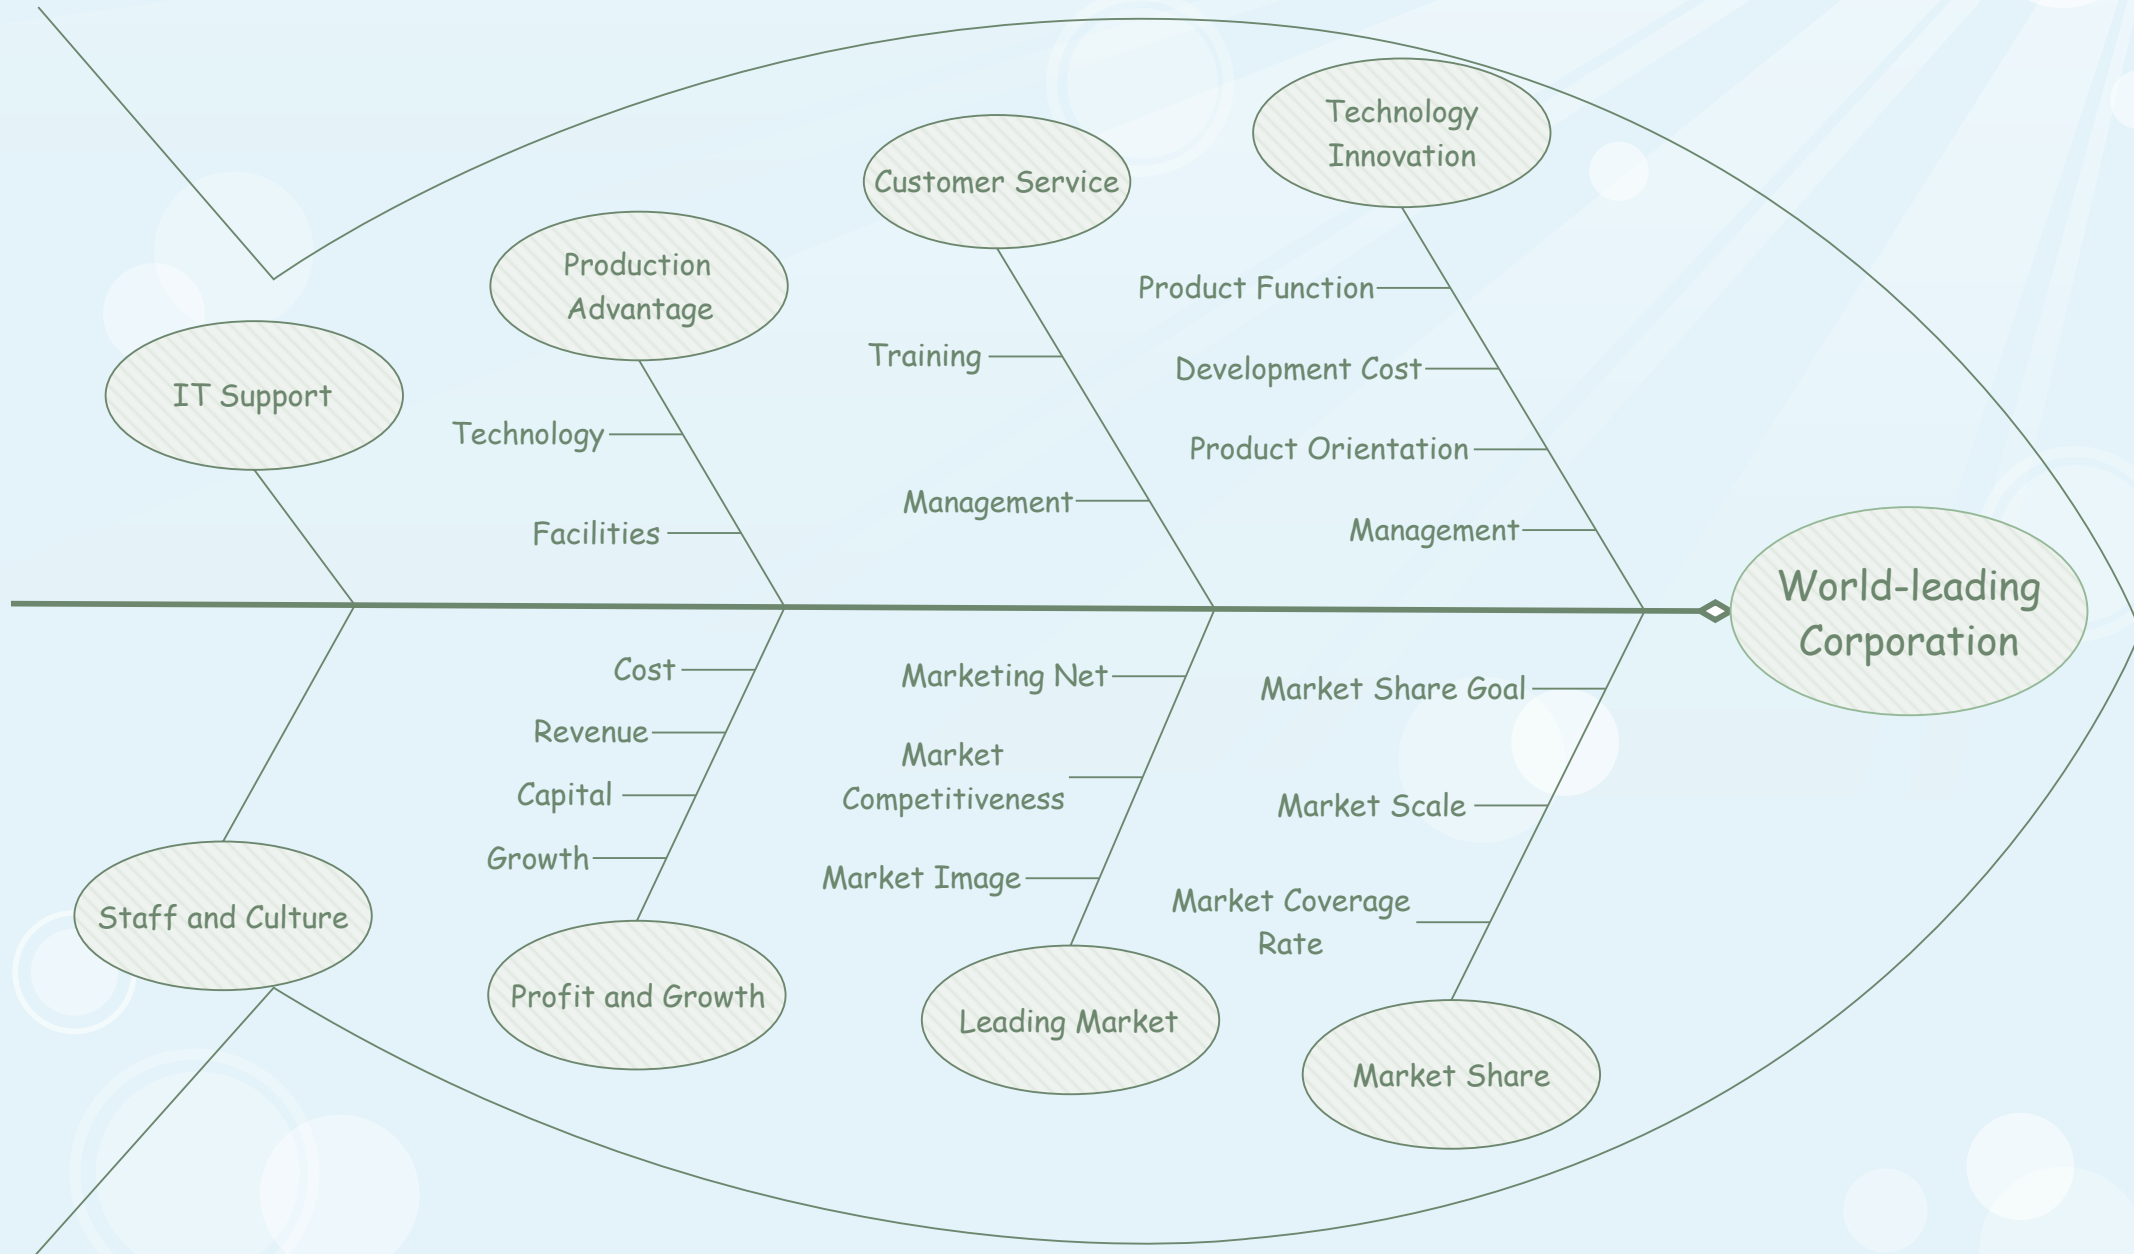 Technology
Innovation
Customer Service
Production
Advantage
IT Support
Product Function
Development Cost
Product Orientation
Management
Training
Management
Technology
Facilities
World-leading
Corporation
Cost
Revenue
Capital
Growth
Marketing Net
Market
Competitiveness
Market Image
Market Share Goal
Market Scale
Market Coverage
Rate
Staff and Culture
Profit and Growth
Leading Market
Market Share